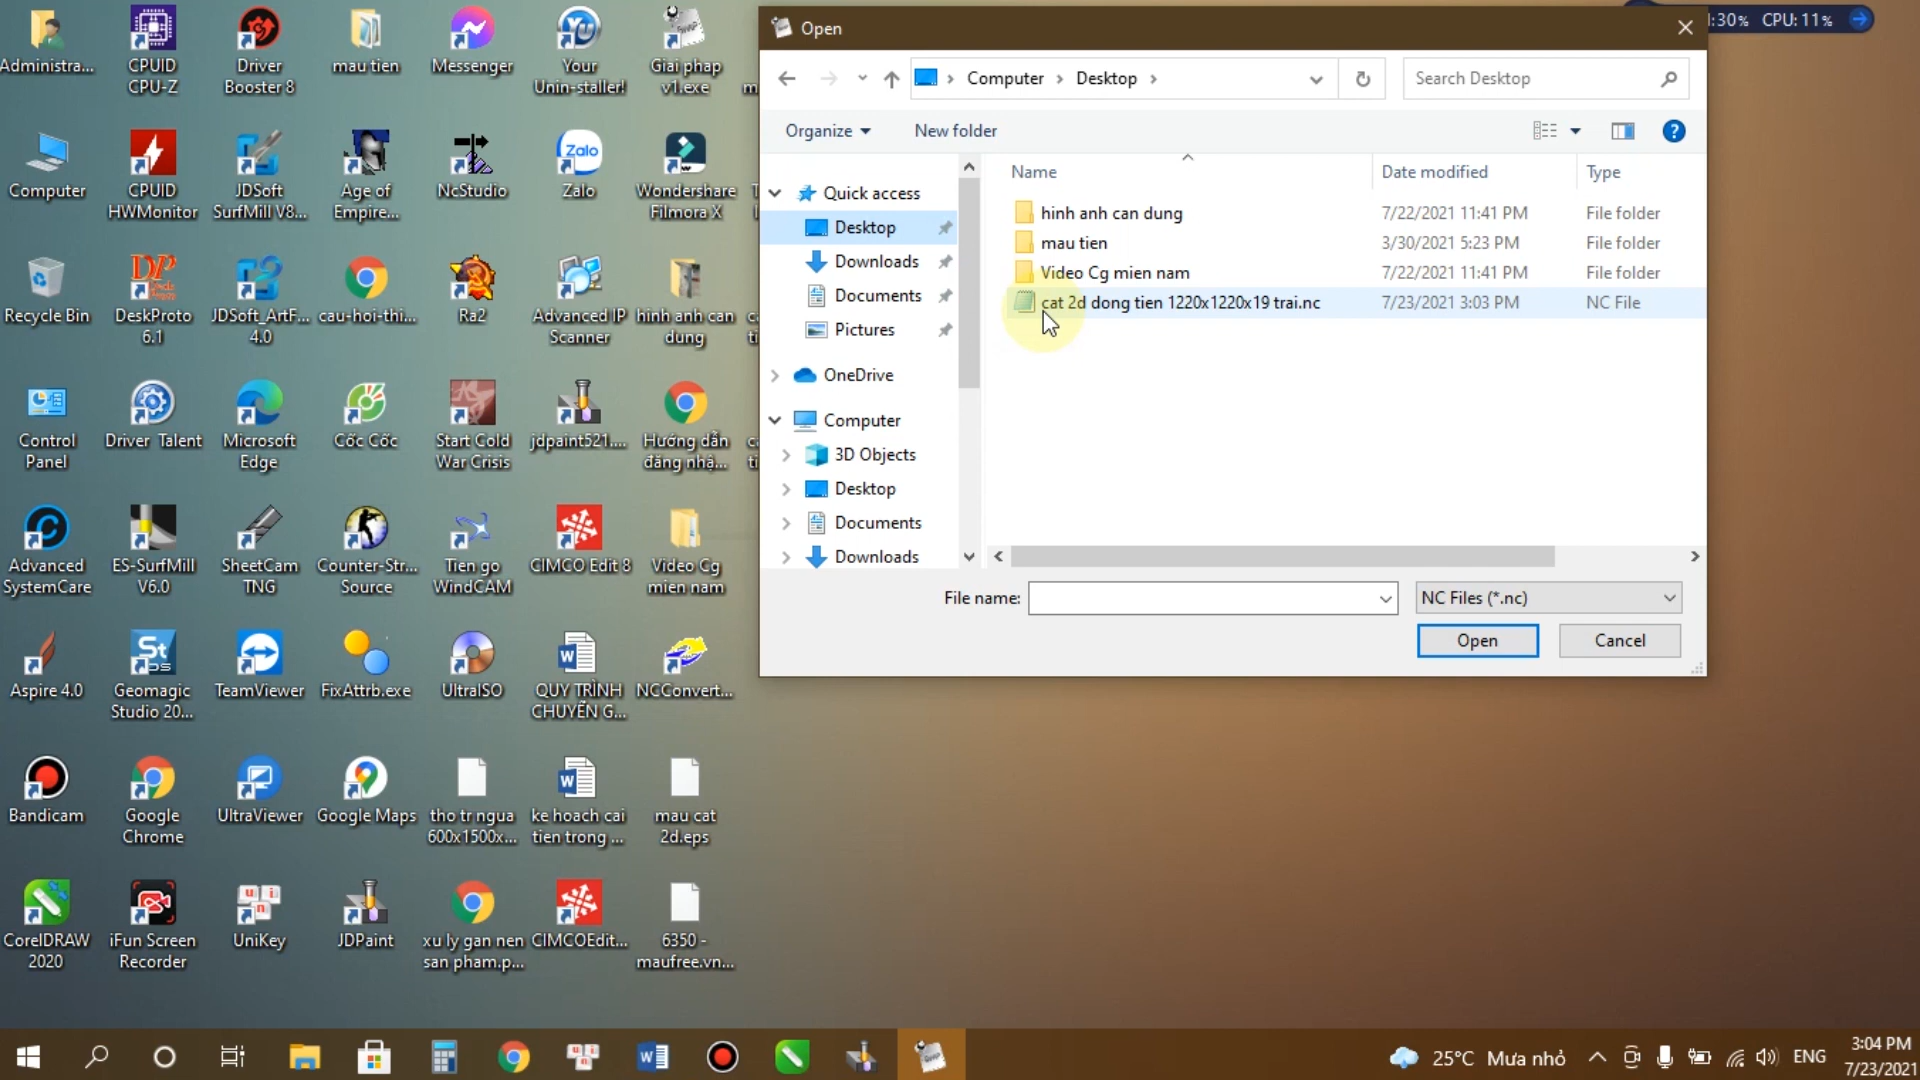 Administra...
CPUID
CPU-Z
Driver
Booster 8
mau tien
Messenger
Your
Unin-staller!
Giai phap
v1.exe
Computer
CPUID
HWMonitor
JDSoft
SurfMill V8...
Age of
Empire...
NcStudio
Zalo
Zalo
Wondershare
Filmora X
Recycle Bin
DeskProto
6.1
JDSoft_ArtF...
4.0
cau-hoi-thi...
Ra2
Advanced IP
Scanner
hinh anh can
dung
Control
Panel
Driver Talent
Microsoft
Edge
Cốc Cốc
Start Cold
War Crisis
jdpaint521....
Hướng dẫn
đăng nhậ...
Advanced
SystemCare
ES-SurfMill
V6.0
SheetCam
TNG
Counter-Str...
Source
Tien go
WindCAM
CIMCO Edit 8
Video Cg
mien nam
Aspire 4.0
Geomagic
Studio 20...
TeamViewer
FixAttrb.exe
UltraISO
QUY TRÌNH
CHUYỂN G...
NCConvert...
Bandicam
Google
Chrome
UltraViewer
Google Maps
tho tr ngua
600x1500x...
ke hoach cai
tien trong ...
mau cat
2d.eps
CorelDRAW
2020
iFun Screen
Recorder
UniKey
JDPaint
xu ly gan nen
san pham.p...
CIMCOEdit...
6350 -
maufree.vn...
Open
:30% CPU: 11%
Computer > Desktop >
Search Desktop
Organize
New folder
Name
Date modified
Type
Quick access
Desktop
Downloads
Documents
Pictures
OneDrive
Computer
3D Objects
Desktop
Documents
Downloads
hinh anh can dung 7/22/2021 11:41 PM File folder
mau tien 3/30/2021 5:23 PM File folder
Video Cg mien nam 7/22/2021 11:41 PM File folder
cat 2d dong tien 1220x1220x19 trai.nc 7/23/2021 3:03 PM NC File
File name:
NC Files (*.nc)
Open
Cancel
25°C Mưa nhỏ
ENG
3:04 PM
7/23/2021